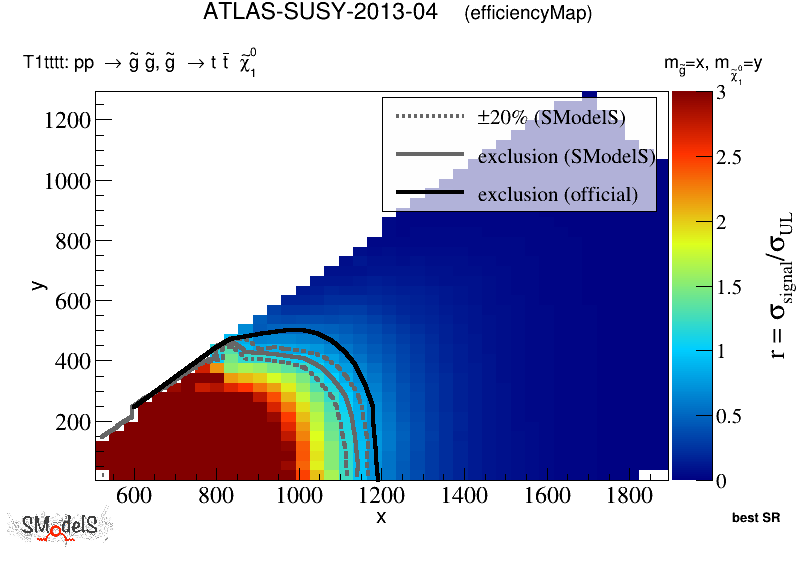 ATLAS-SUSY-2013-04 (efficiencyMap)
T1tttt: pp → g̃ g̃, g̃ → t t̄ χ̃₁⁰
m_g̃=x, m_χ̃₁⁰=y
±20% (SModelS)
exclusion (SModelS)
exclusion (official)
1200
1000
800
600
400
200
y
600 800 1000 1200 1400 1600 1800
x
3
2.5
2
1.5
1
0.5
0
r = σ_signal/σ_UL
best SR
SModelS